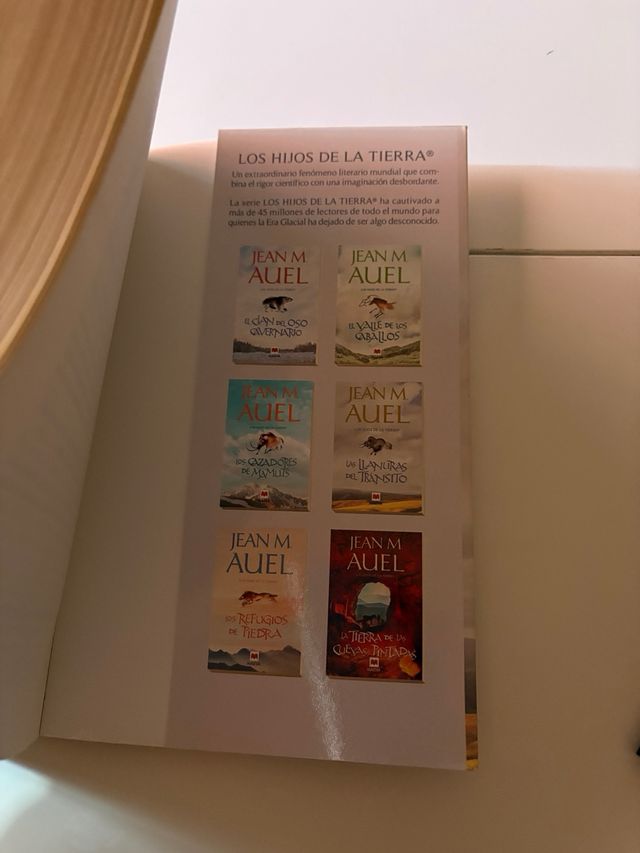 LOS HIJOS DE LA TIERRA®
Un extraordinario fenómeno literario mundial que com-
bina el rigor científico con una imaginación desbordante.
La serie LOS HIJOS DE LA TIERRA® ha cautivado a
más de 45 millones de lectores de todo el mundo para
quienes la Era Glacial ha dejado de ser algo desconocido.
JEAN M.
AUEL
EL CLAN DEL OSO
CAVERNARIO
JEAN M.
AUEL
EL VALLE DE LOS
CABALLOS
JEAN M.
AUEL
LOS CAZADORES
DE MAMUTS
JEAN M.
AUEL
LAS LLANURAS
DEL TRÁNSITO
JEAN M.
AUEL
LOS REFUGIOS
DE PIEDRA
JEAN M.
AUEL
LA TIERRA DE LAS
CUEVAS PINTADAS